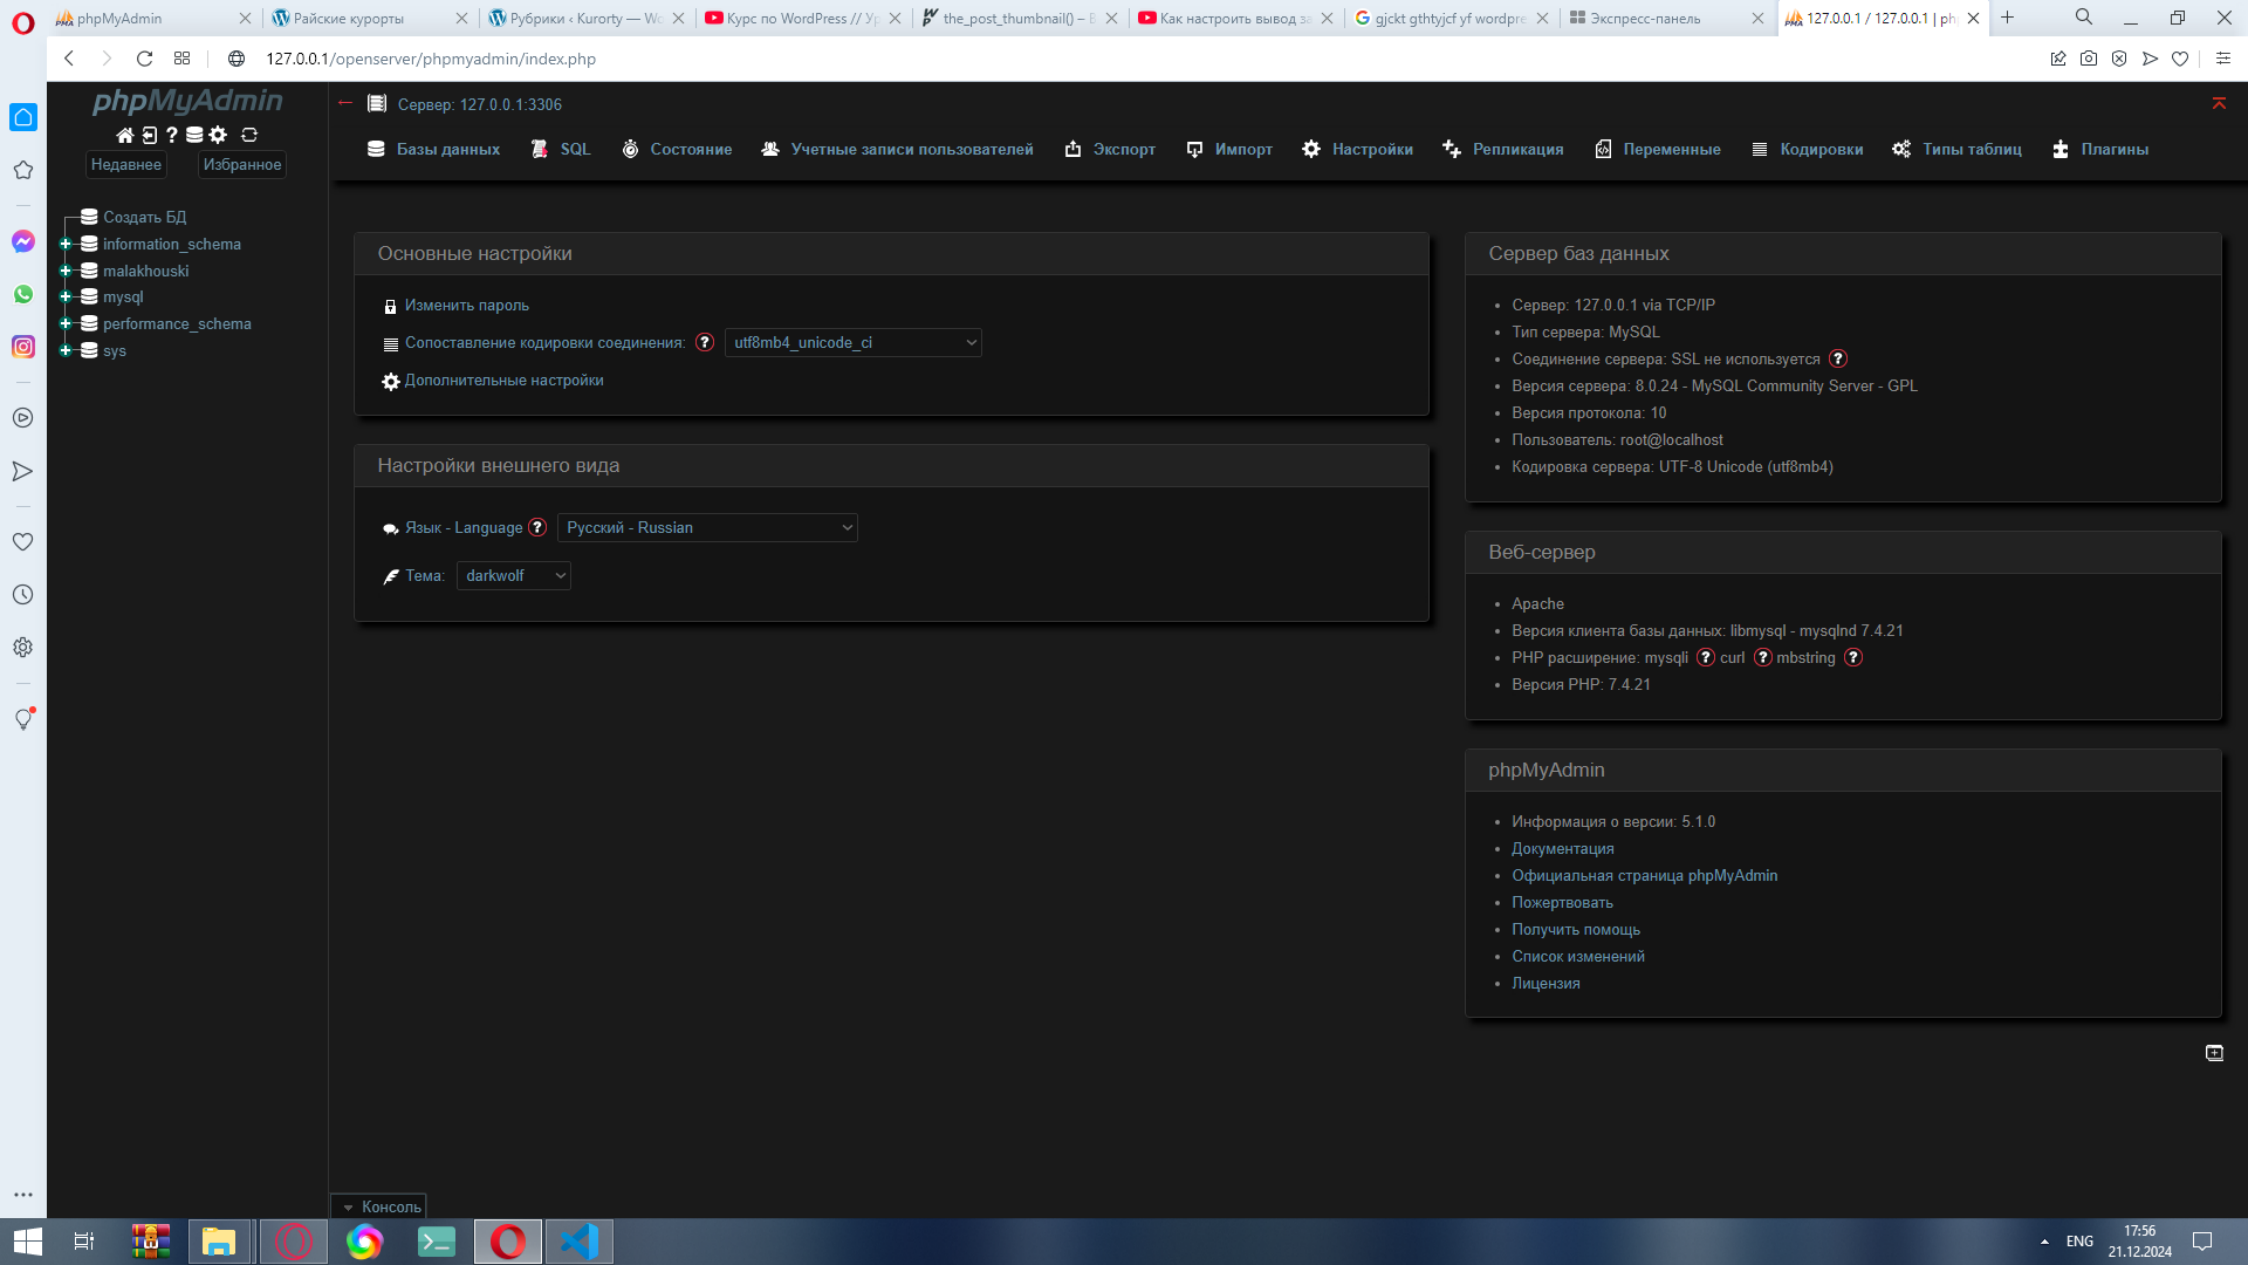 phpMyAdmin
Райские курорты
Рубрики ‹ Kurorty — Wo
Курс по WordPress // Ур
the_post_thumbnail() –
Как настроить вывод за
gjckt gthtyjcf yf wordpre
Экспресс-панель
127.0.0.1 / 127.0.0.1 | ph
127.0.0.1/openserver/phpmyadmin/index.php
phpMyAdmin
Недавнее
Избранное
Создать БД
information_schema
malakhouski
mysql
performance_schema
sys
Сервер: 127.0.0.1:3306
Базы данных
SQL
Состояние
Учетные записи пользователей
Экспорт
Импорт
Настройки
Репликация
Переменные
Кодировки
Типы таблиц
Плагины
Основные настройки
Изменить пароль
Сопоставление кодировки соединения:
utf8mb4_unicode_ci
Дополнительные настройки
Настройки внешнего вида
Язык - Language
Русский - Russian
Тема:
darkwolf
Сервер баз данных
Сервер: 127.0.0.1 via TCP/IP
Тип сервера: MySQL
Соединение сервера: SSL не используется
Версия сервера: 8.0.24 - MySQL Community Server - GPL
Версия протокола: 10
Пользователь: root@localhost
Кодировка сервера: UTF-8 Unicode (utf8mb4)
Веб-сервер
Apache
Версия клиента базы данных: libmysql - mysqlnd 7.4.21
PHP расширение: mysqli curl mbstring
Версия PHP: 7.4.21
phpMyAdmin
Информация о версии: 5.1.0
Документация
Официальная страница phpMyAdmin
Пожертвовать
Получить помощь
Список изменений
Лицензия
Консоль
ENG
17:56
21.12.2024